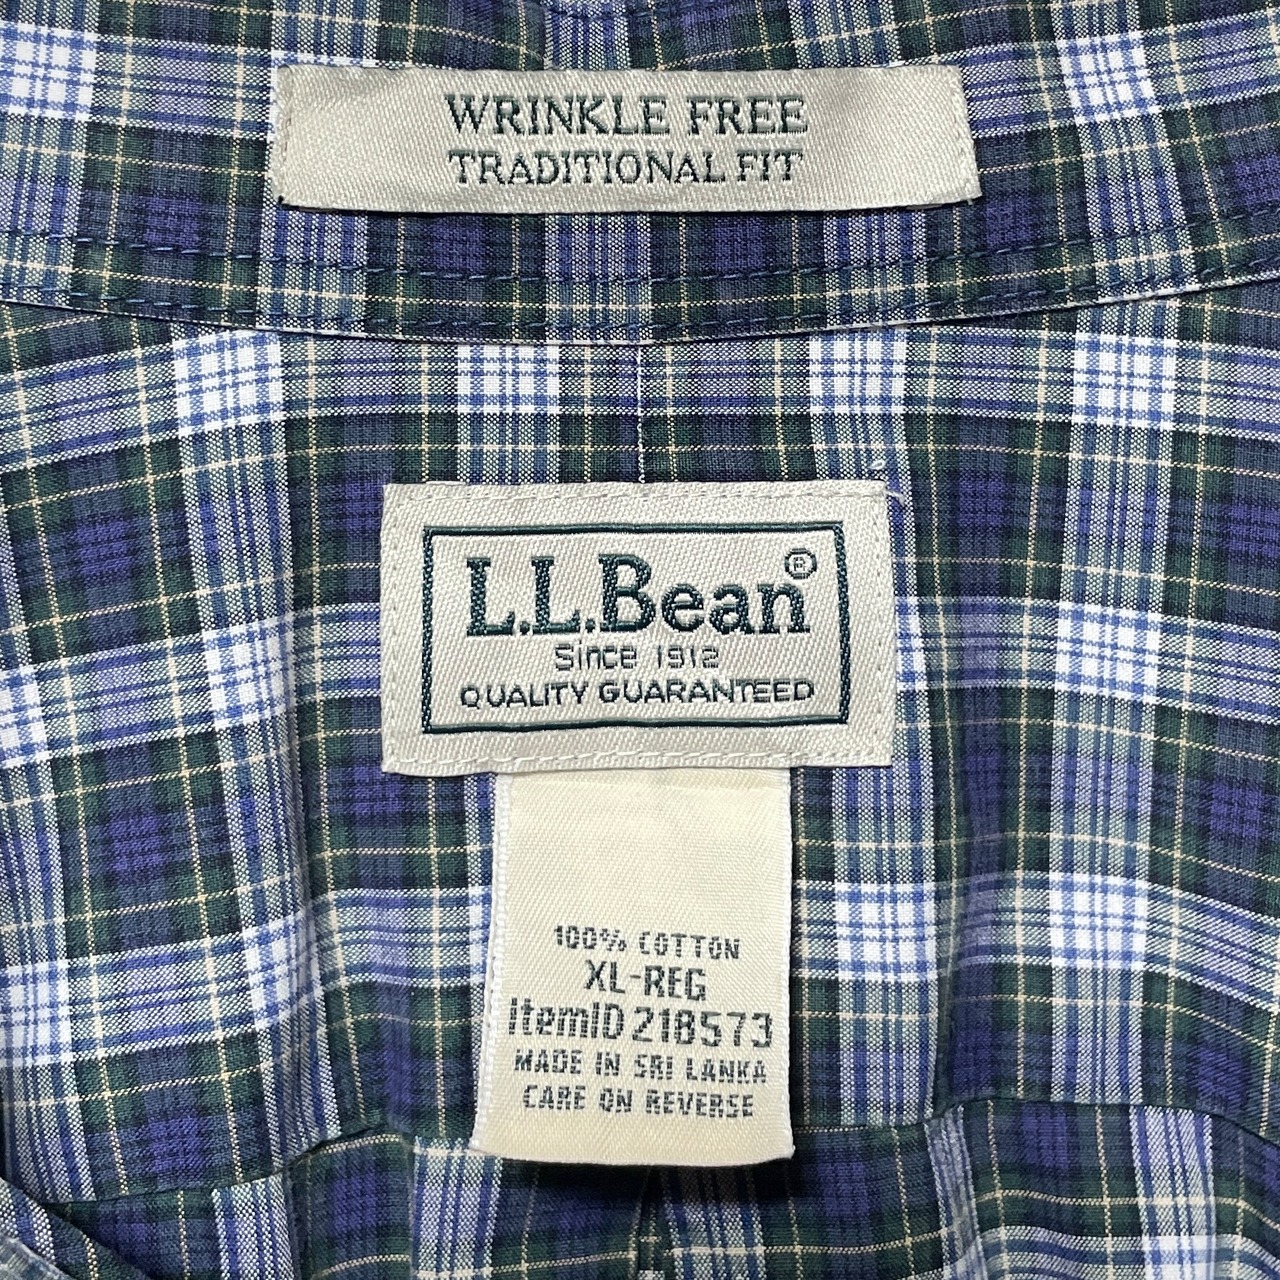 WRINKLE FREE
TRADITIONAL FIT
L.L.Bean®
Since 1912
QUALITY GUARANTEED
100% COTTON
XL-REG
ItemID 218573
MADE IN SRI LANKA
CARE ON REVERSE